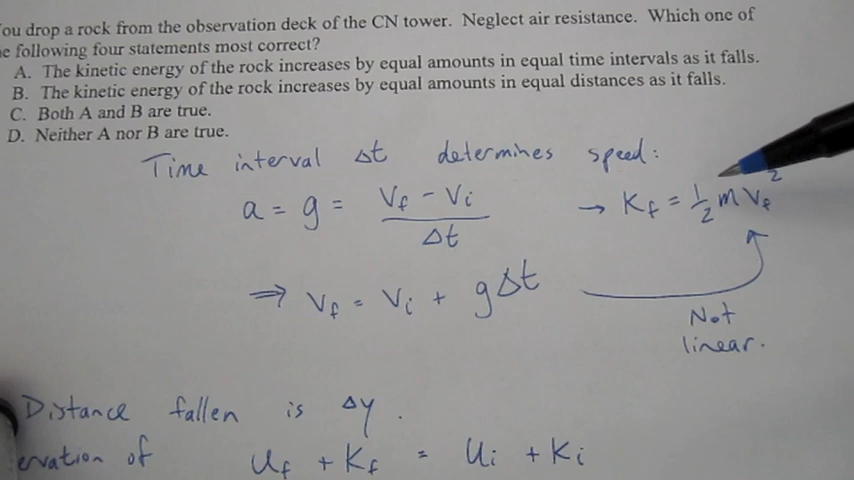 ou drop a rock from the observation deck of the CN tower. Neglect air resistance. Which one of
e following four statements most correct?
A. The kinetic energy of the rock increases by equal amounts in equal time intervals as it falls.
B. The kinetic energy of the rock increases by equal amounts in equal distances as it falls.
C. Both A and B are true.
D. Neither A nor B are true.
Time interval Δt determines speed:
a = g = (Vf - Vi) / Δt → Kf = 1/2 m Vf²
⇒ Vf = Vi + gΔt
Not
linear.
Distance fallen is Δy.
ervation of Uf + Kf = Ui + Ki